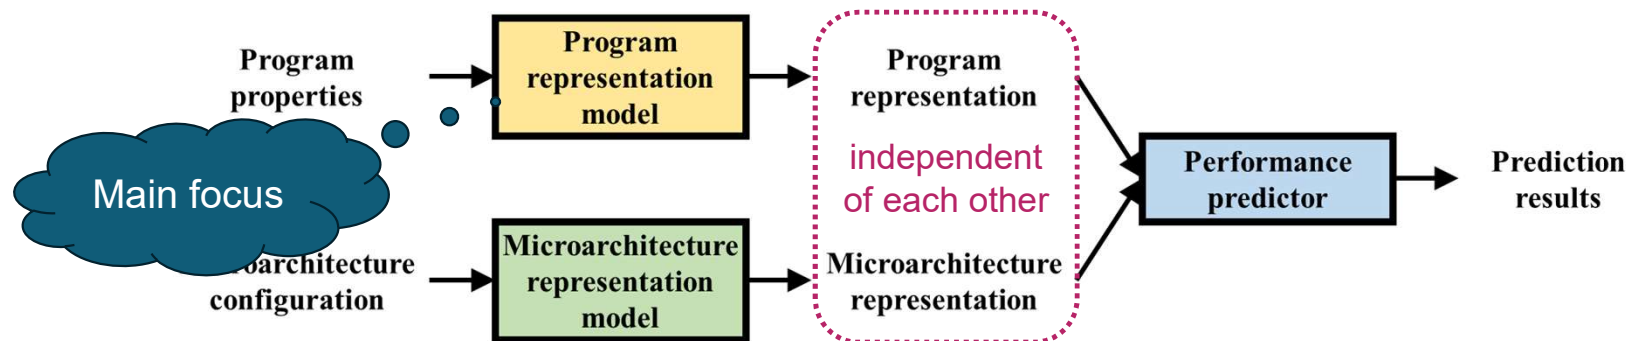 Program
properties
Program
representation
model
Program
representation
independent
of each other
Main focus
configuration
Microarchitecture
representation
model
Microarchitecture
representation
Performance
predictor
Prediction
results